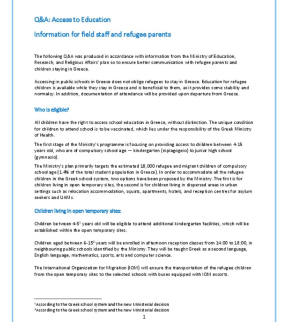 Q&A: Access to Education
Information for field staff and refugee parents
The following Q&A was produced in accordance with information from the Ministry of Education,
Research, and Religious Affairs' plan so to ensure better communication with refugee parents and
children staying in Greece.
Accessing in public schools in Greece does not oblige refugees to stay in Greece. Education for refugee
children is available while they stay in Greece and is beneficial to them, as it provides some stability and
normalcy. In addition, documentation of attendance will be provided upon departure from Greece.
Who is eligible?
All children have the right to access school education in Greece, without distinction. The unique condition
for children to attend school is to be vaccinated, which lies under the responsibility of the Greek Ministry
of Health.
The first stage of the Ministry's programme is focusing on providing access to children between 4-15
years old, who are of compulsory school age – kindergarten (nipiagogio) to junior high school
(gymnasio).
The Ministry's plan primarily targets the estimated 18,000 refugee and migrant children of compulsory
school age (1.4% of the total student population in Greece). In order to accommodate all the refugee
children in the Greek school system, two options have been proposed by the Ministry. The first is for
children living in open temporary sites, the second is for children living in dispersed areas in urban
settings such as relocation accommodation, squats, apartments, hotels, and reception centres for asylum
seekers and UAMs.
Children living in open temporary sites:
Children between 4-5¹ years old will be eligible to attend additional kindergarten facilities, which will be
established within the open temporary sites.
Children aged between 6-15² years will be enrolled in afternoon reception classes from 14:00 to 18:00, in
neighbouring public schools identified by the Ministry. They will be taught Greek as a second language,
English language, mathematics, sports, arts and computer science.
The International Organization for Migration (IOM) will ensure the transportation of the refugee children
from the open temporary sites to the selected schools with buses equipped with IOM escorts.
¹According to the Greek school system and the new ministerial decision
²According to the Greek school system and the new ministerial decision
1